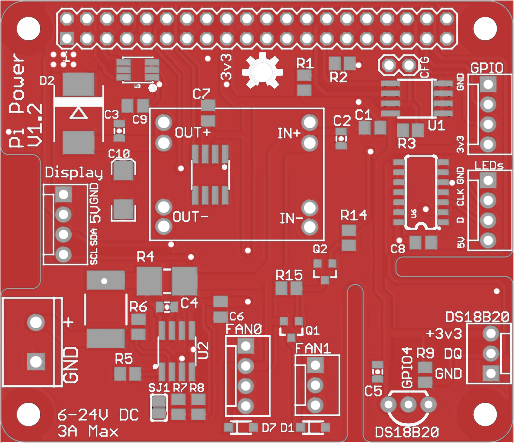 Pi Power
V1.2
D2
C3
C9
C7
3v3
R1
R2
CFG
GPIO
GND
3v3
OUT+
IN+
C2
C1
R3
U1
C10
Display
GND
5V
SDA
SCL
OUT-
IN-
LEDs
GND
CLK
D
5V
U6
C8
R14
Q2
R4
R15
C4
R6
C6
FAN0
Q1
FAN1
+
GND
R5
U2
SJ1
R7
R8
6-24V DC
3A Max
D7
D1
C5
GPIO4
R9
DS18B20
+3v3
DQ
GND
DS18B20